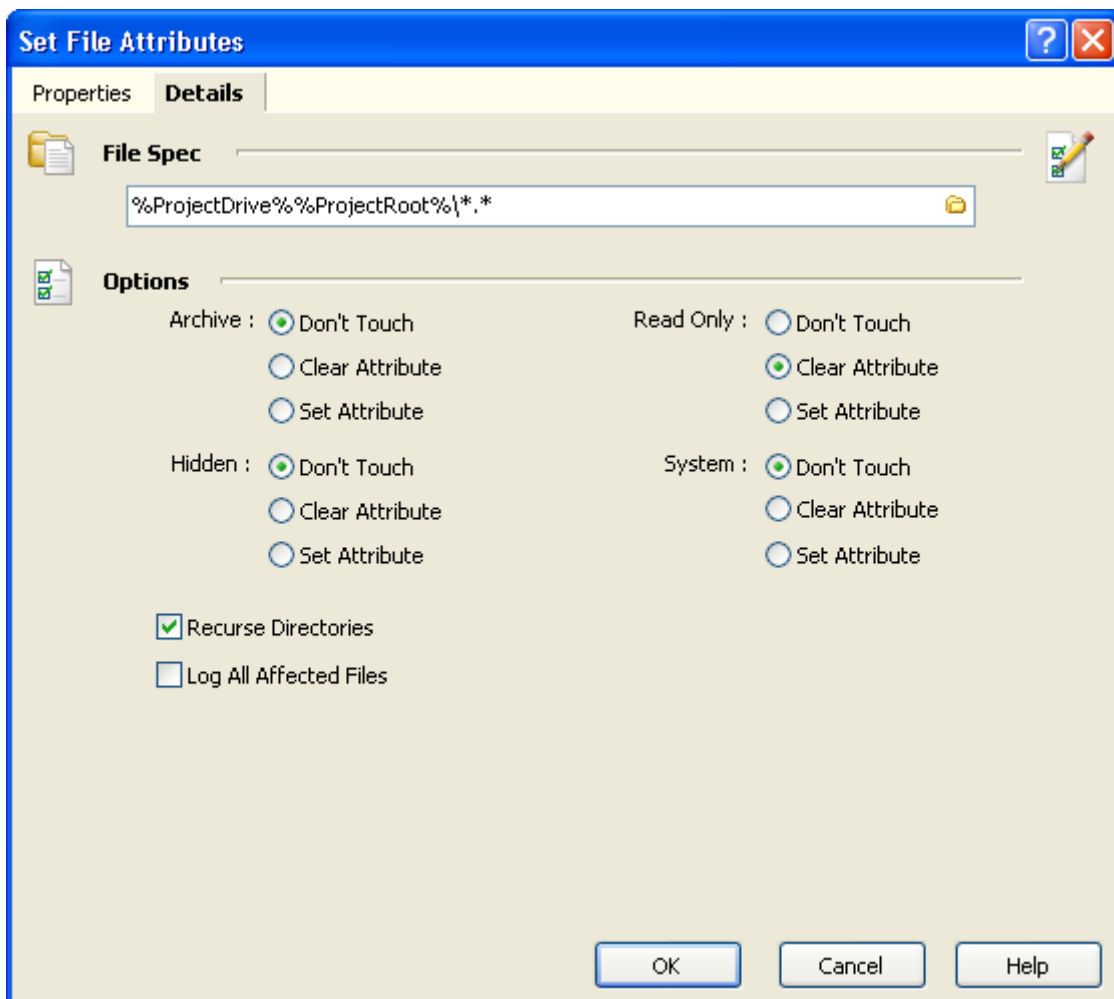 Set File Attributes
Properties Details
File Spec
%ProjectDrive%%ProjectRoot%\*.*
Options
Archive : Don't Touch
Clear Attribute
Set Attribute
Read Only : Don't Touch
Clear Attribute
Set Attribute
Hidden : Don't Touch
Clear Attribute
Set Attribute
System : Don't Touch
Clear Attribute
Set Attribute
Recurse Directories
Log All Affected Files
OK Cancel Help